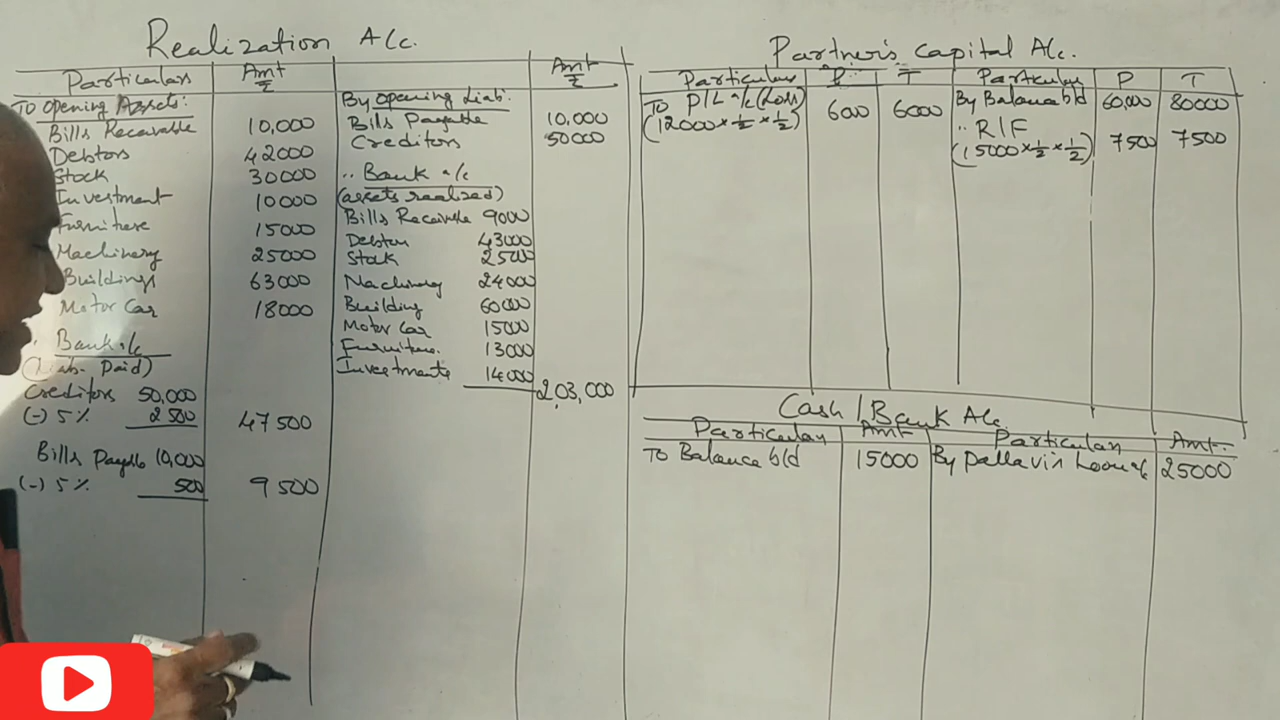 Realization A/c.
Particulars Amt ₹ Amt ₹
To Opening Assets:
Bills Receivable 10,000
Debtors 42000
Stock 30000
Investment 10000
Furniture 15000
Machinery 25000
Buildings 63000
Motor Car 18000
Bank a/c
(Liab. Paid)
Creditors 50,000
(-) 5% 2500 47500
Bills Payable 10,000
(-) 5% 500 9500
By opening Liab.
Bills Payable 10,000
Creditors 50000
" Bank a/c
(assets realized)
Bills Receivable 9000
Debtors 43000
Stock 25000
Machinery 24000
Building 60000
Motor Car 15000
Furniture. 13000
Investments 14000 2,03,000
Partner's Capital A/c.
Particulars P T Particulars P T
To P/L a/c (Loss) 6000 6000
(12000 × ½ × ½)
By Balance b/d 60,000 80000
" R/F
(15000 × ½ × ½) 7500 7500
Cash / Bank A/c
Particulars Amt Particulars Amt.
To Balance b/d 15000 By Pallavi's Loan a/c 25000